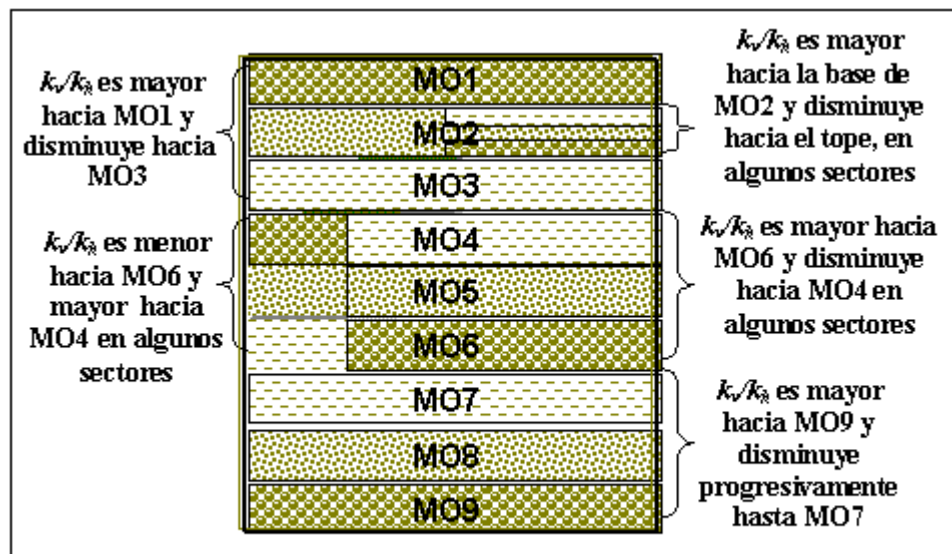 kᵥ/kₕ es mayor
hacia MO1 y
disminuye hacia
MO3
kᵥ/kₕ es menor
hacia MO6 y
mayor hacia
MO4 en algunos
sectores
MO1
MO2
MO3
MO4
MO5
MO6
MO7
MO8
MO9
kᵥ/kₕ es mayor
hacia la base de
MO2 y disminuye
hacia el tope, en
algunos sectores
kᵥ/kₕ es mayor hacia
MO6 y disminuye
hacia MO4 en
algunos sectores
kᵥ/kₕ es mayor
hacia MO9 y
disminuye
progresivamente
hasta MO7